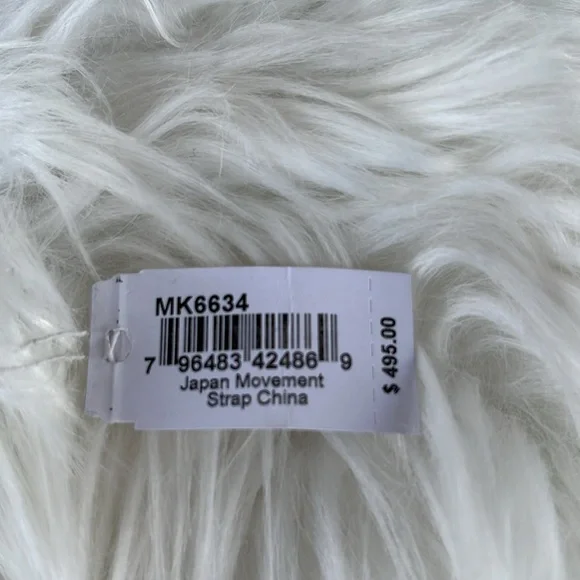 MK6634
7 96483 42486 9
Japan Movement
Strap China
$ 495.00